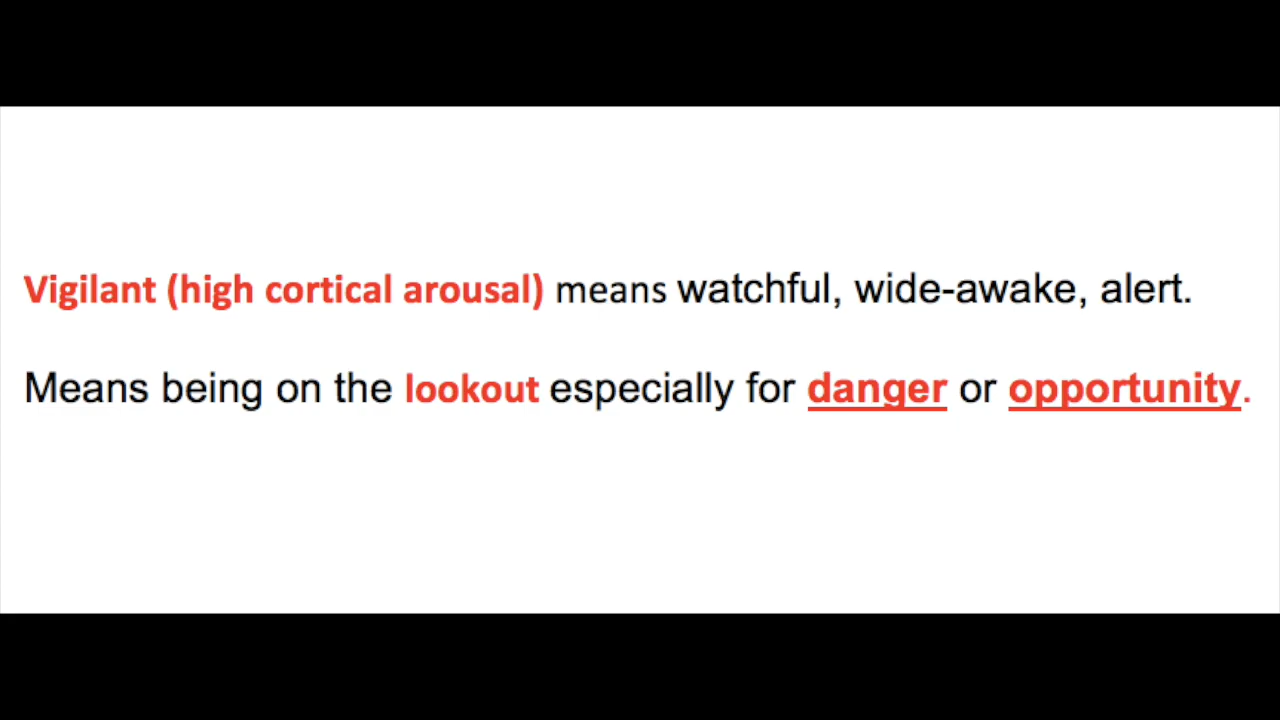 Vigilant (high cortical arousal) means watchful, wide-awake, alert.
Means being on the lookout especially for danger or opportunity.